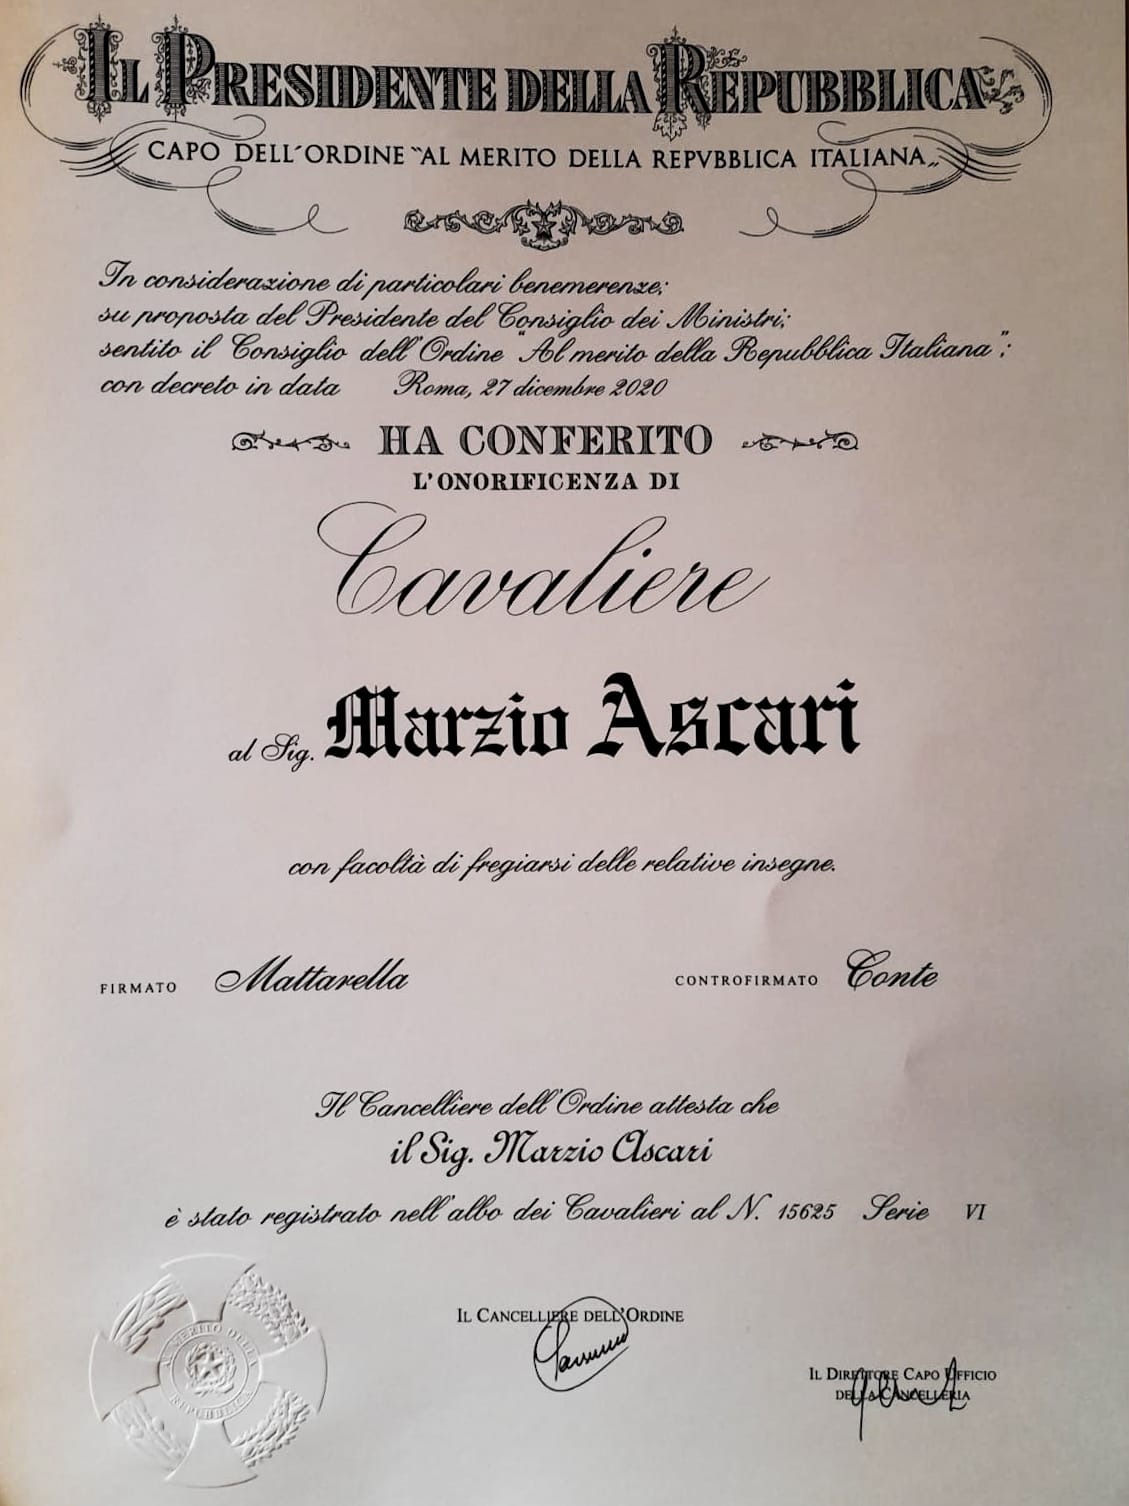 IL PRESIDENTE DELLA REPUBBLICA
CAPO DELL'ORDINE "AL MERITO DELLA REPVBBLICA ITALIANA„
In considerazione di particolari benemerenze;
su proposta del Presidente del Consiglio dei Ministri;
sentito il Consiglio dell'Ordine "Al merito della Repubblica Italiana";
con decreto in data Roma, 27 dicembre 2020
HA CONFERITO
L'ONORIFICENZA DI
Cavaliere
al Sig. Marzio Ascari
con facoltà di fregiarsi delle relative insegne.
FIRMATO Mattarella CONTROFIRMATO Conte
Il Cancelliere dell'Ordine attesta che
il Sig. Marzio Ascari
è stato registrato nell'albo dei Cavalieri al N. 15625 Serie VI
IL CANCELLIERE DELL'ORDINE
IL DIRETTORE CAPO UFFICIO
DELLA CANCELLERIA
AL MERITO DELLA
REPUBBLICA